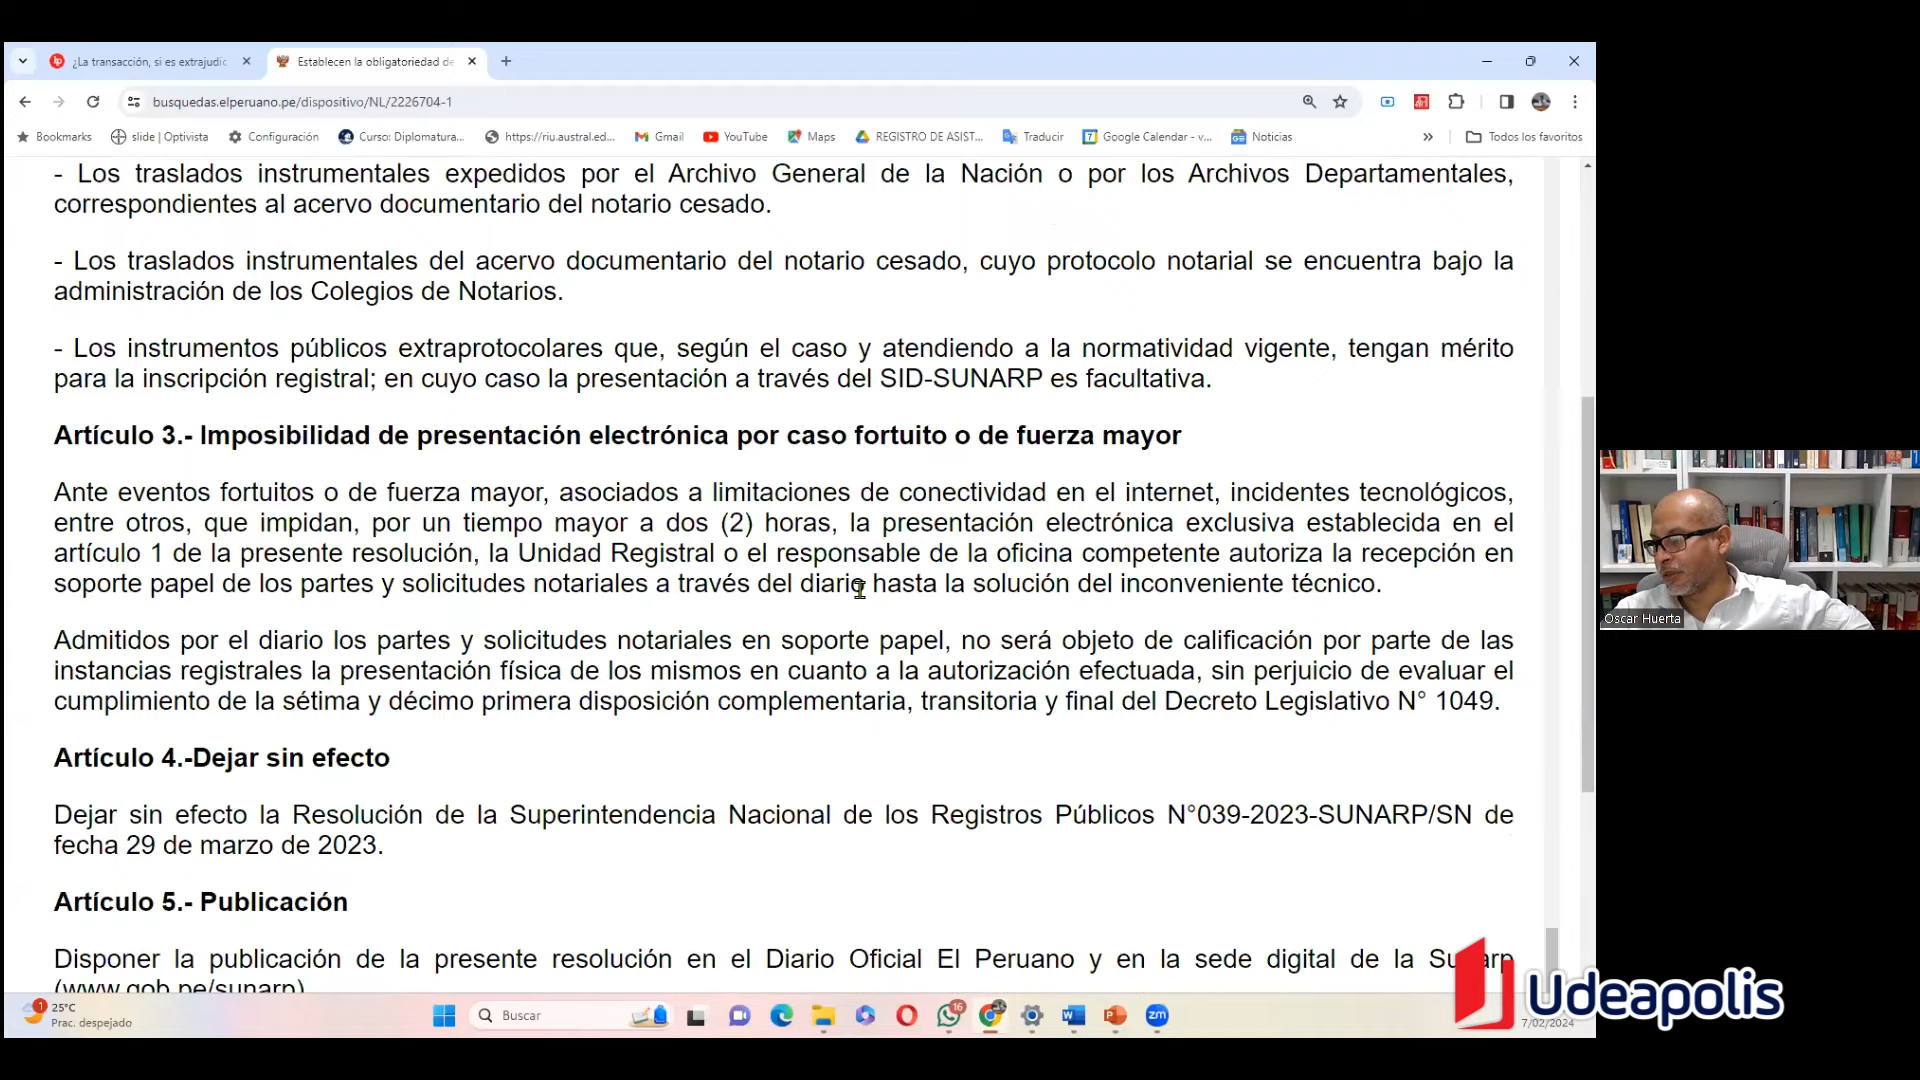 ¿La transacción, si es extrajudic
Establecen la obligatoriedad de
busquedas.elperuano.pe/dispositivo/NL/2226704-1
Bookmarks
slide | Optivista
Configuración
Curso: Diplomatura...
https://riu.austral.ed...
Gmail
YouTube
Maps
REGISTRO DE ASIST...
Traducir
Google Calendar - v...
Noticias
»
Todos los favoritos
- Los traslados instrumentales expedidos por el Archivo General de la Nación o por los Archivos Departamentales,
correspondientes al acervo documentario del notario cesado.
- Los traslados instrumentales del acervo documentario del notario cesado, cuyo protocolo notarial se encuentra bajo la
administración de los Colegios de Notarios.
- Los instrumentos públicos extraprotocolares que, según el caso y atendiendo a la normatividad vigente, tengan mérito
para la inscripción registral; en cuyo caso la presentación a través del SID-SUNARP es facultativa.
Artículo 3.- Imposibilidad de presentación electrónica por caso fortuito o de fuerza mayor
Ante eventos fortuitos o de fuerza mayor, asociados a limitaciones de conectividad en el internet, incidentes tecnológicos,
entre otros, que impidan, por un tiempo mayor a dos (2) horas, la presentación electrónica exclusiva establecida en el
artículo 1 de la presente resolución, la Unidad Registral o el responsable de la oficina competente autoriza la recepción en
soporte papel de los partes y solicitudes notariales a través del diario hasta la solución del inconveniente técnico.
Admitidos por el diario los partes y solicitudes notariales en soporte papel, no será objeto de calificación por parte de las
instancias registrales la presentación física de los mismos en cuanto a la autorización efectuada, sin perjuicio de evaluar el
cumplimiento de la sétima y décimo primera disposición complementaria, transitoria y final del Decreto Legislativo N° 1049.
Artículo 4.-Dejar sin efecto
Dejar sin efecto la Resolución de la Superintendencia Nacional de los Registros Públicos N°039-2023-SUNARP/SN de
fecha 29 de marzo de 2023.
Artículo 5.- Publicación
Disponer la publicación de la presente resolución en el Diario Oficial El Peruano y en la sede digital de la Sunarp
(www.gob.pe/sunarp)
Oscar Huerta
1
25°C
Prac. despejado
Buscar
16
zm
7/02/2024
Udeapolis